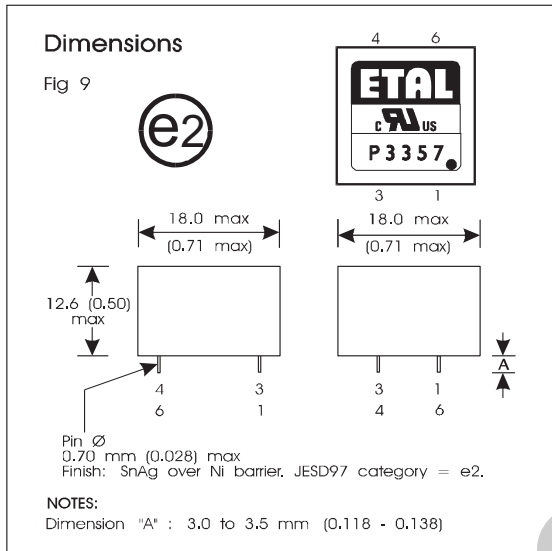 Dimensions
Fig 9
e2
4 6
ETAL
c RU US
P3357
3 1
18.0 max
(0.71 max)
18.0 max
(0.71 max)
12.6 (0.50)
max
A
4 3
6 1
3 1
4 6
Pin Ø
0.70 mm (0.028) max
Finish: SnAg over Ni barrier. JESD97 category = e2.
NOTES:
Dimension "A" : 3.0 to 3.5 mm (0.118 - 0.138)